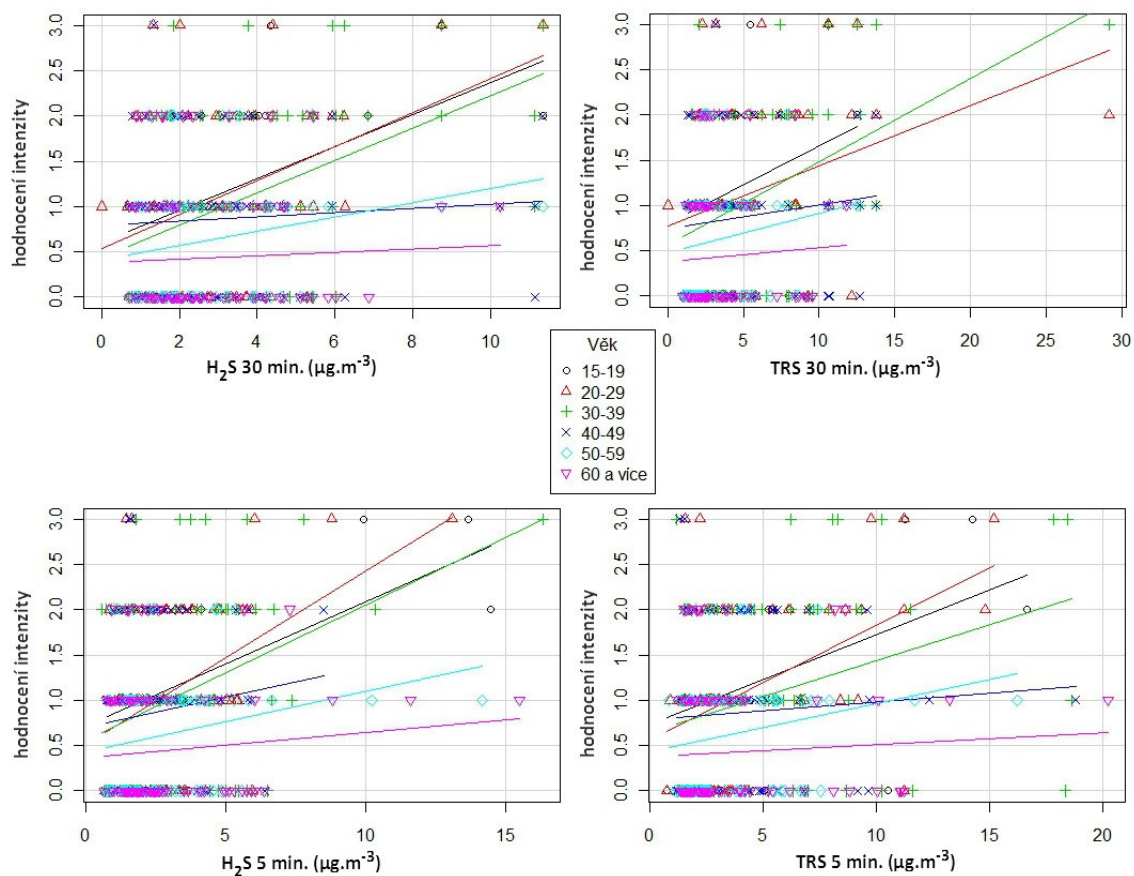 hodnocení intenzity
0.0 0.5 1.0 1.5 2.0 2.5 3.0
0 2 4 6 8 10
H₂S 30 min. (µg.m⁻³)
hodnocení intenzity
0.0 0.5 1.0 1.5 2.0 2.5 3.0
0 5 10 15 20 25 30
TRS 30 min. (µg.m⁻³)
Věk
15-19
20-29
30-39
40-49
50-59
60 a více
hodnocení intenzity
0.0 0.5 1.0 1.5 2.0 2.5 3.0
0 5 10 15
H₂S 5 min. (µg.m⁻³)
hodnocení intenzity
0.0 0.5 1.0 1.5 2.0 2.5 3.0
0 5 10 15 20
TRS 5 min. (µg.m⁻³)